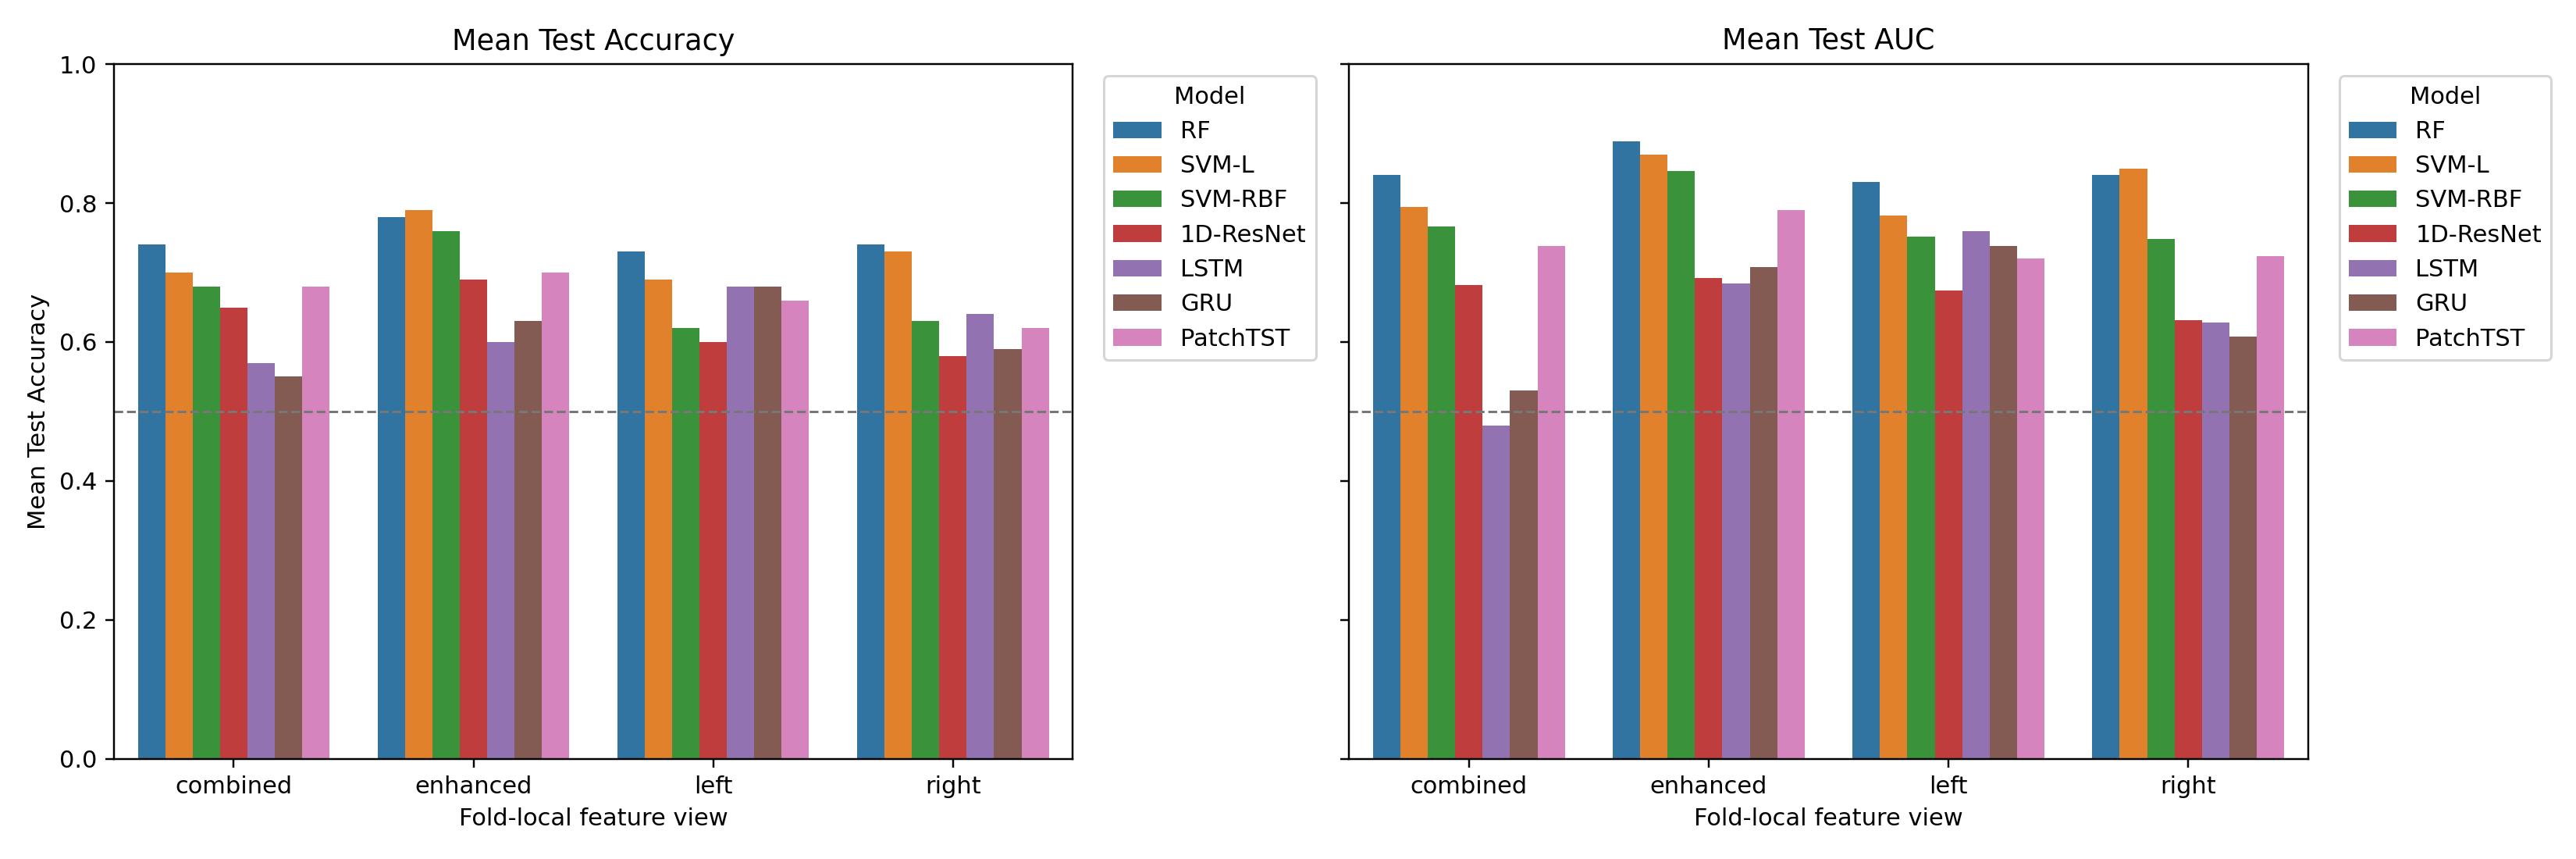 Mean Test Accuracy
Mean Test Accuracy
1.0
0.8
0.6
0.4
0.2
0.0
combined enhanced left right
Fold-local feature view
Model
RF
SVM-L
SVM-RBF
1D-ResNet
LSTM
GRU
PatchTST
Mean Test AUC
combined enhanced left right
Fold-local feature view
Model
RF
SVM-L
SVM-RBF
1D-ResNet
LSTM
GRU
PatchTST